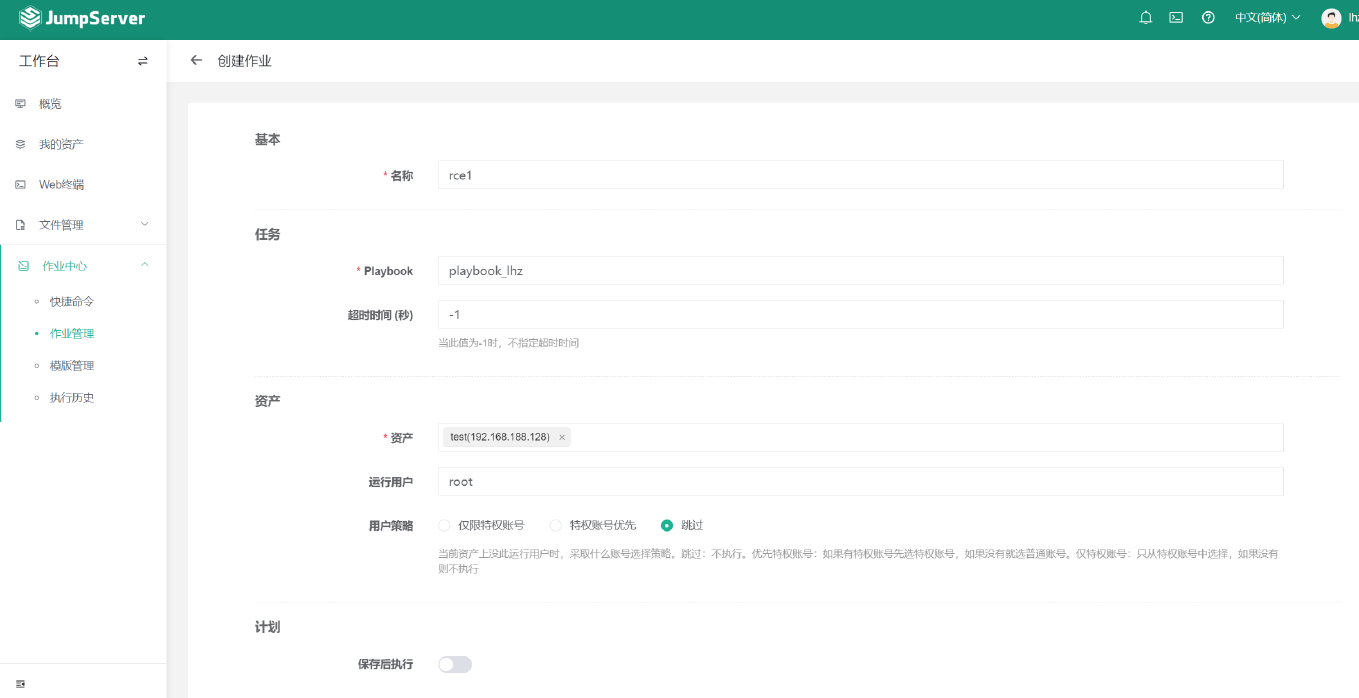 JumpServer
中文(简体)
lhz
工作台
创建作业
概览
我的资产
Web终端
文件管理
作业中心
快捷命令
作业管理
模版管理
执行历史
基本
* 名称
rce1
任务
* Playbook
playbook_lhz
超时时间 (秒)
-1
当此值为-1时，不指定超时时间
资产
* 资产
test(192.168.188.128) ×
运行用户
root
用户策略
仅限特权账号
特权账号优先
跳过
当前资产上没此运行用户时，采取什么账号选择策略。跳过：不执行。优先特权账号：如果有特权账号先选特权账号，如果没有就选普通账号。仅特权账号：只从特权账号中选择，如果没有
则不执行
计划
保存后执行